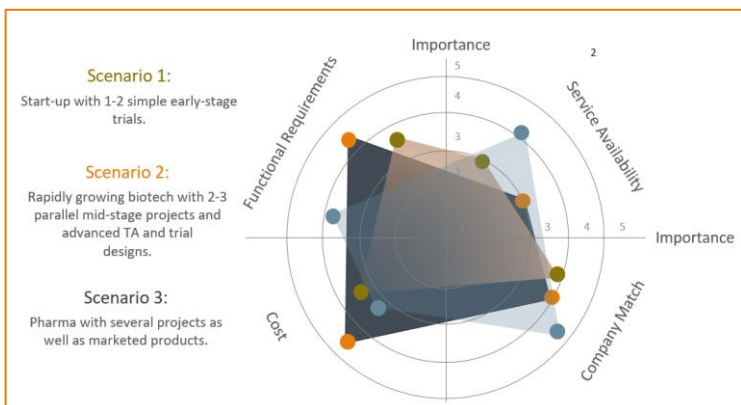 Importance
2
Scenario 1:
Start-up with 1-2 simple early-stage
trials.
Scenario 2:
Rapidly growing biotech with 2-3
parallel mid-stage projects and
advanced TA and trial
designs.
Scenario 3:
Pharma with several projects as
well as marketed products.
Functional Requirements
Service Availability
5
4
3
2
1
3
4
5
Importance
Cost
Company Match